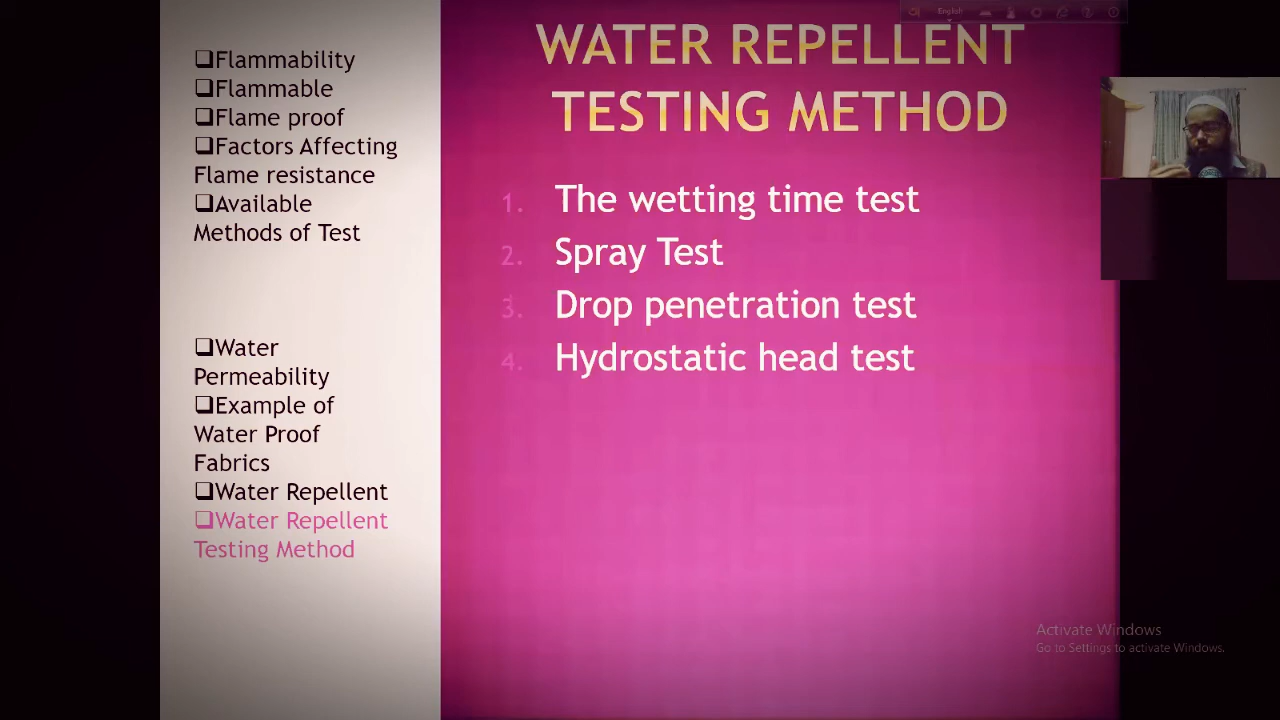 English
❑Flammability
❑Flammable
❑Flame proof
❑Factors Affecting
Flame resistance
❑Available
Methods of Test
❑Water
Permeability
❑Example of
Water Proof
Fabrics
❑Water Repellent
❑Water Repellent
Testing Method
WATER REPELLENT
TESTING METHOD
1. The wetting time test
2. Spray Test
3. Drop penetration test
4. Hydrostatic head test
Activate Windows
Go to Settings to activate Windows.